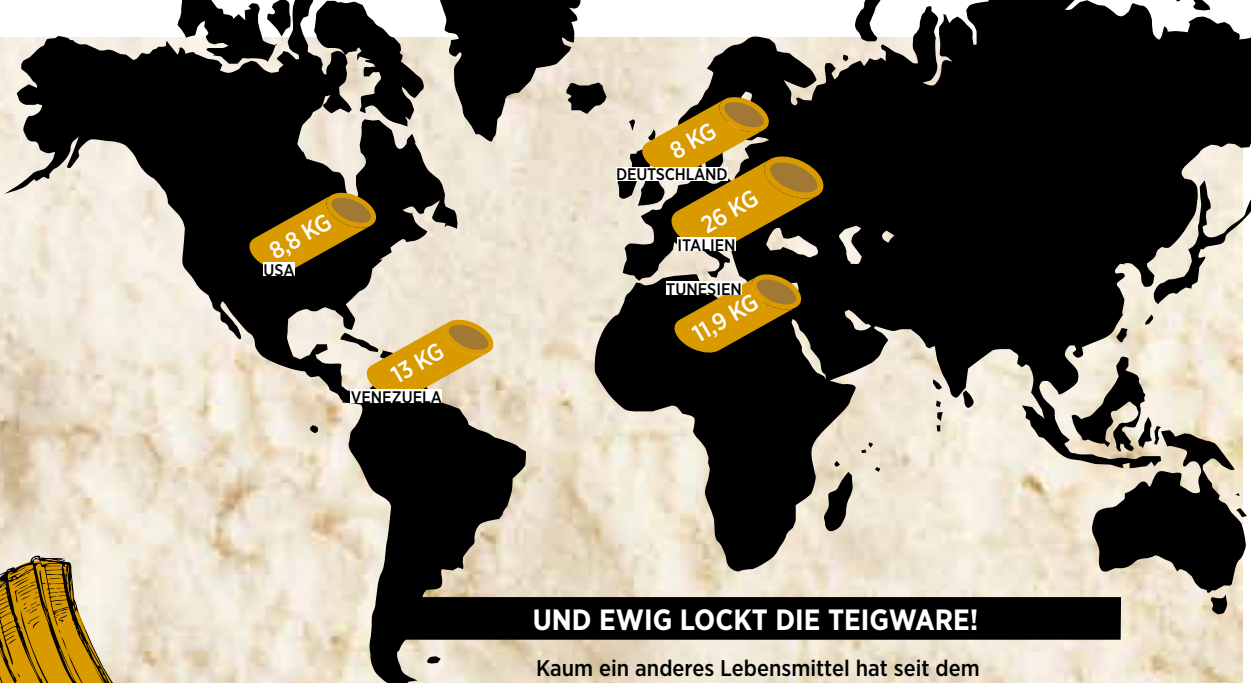 8 KG
DEUTSCHLAND
26 KG
ITALIEN
8,8 KG
USA
TUNESIEN
11,9 KG
13 KG
VENEZUELA
UND EWIG LOCKT DIE TEIGWARE!
Kaum ein anderes Lebensmittel hat seit dem